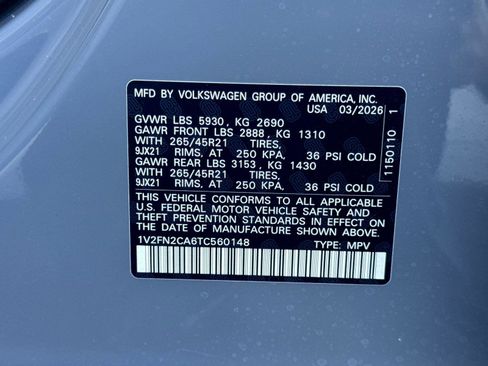 MFD BY VOLKSWAGEN GROUP OF AMERICA, INC.
USA 03/2026
GVWR LBS 5930, KG 2690
GAWR FRONT LBS 2888, KG 1310
WITH 265/45R21 TIRES,
9JX21 RIMS, AT 250 KPA, 36 PSI COLD
GAWR REAR LBS 3153, KG 1430
WITH 265/45R21 TIRES,
9JX21 RIMS, AT 250 KPA, 36 PSI COLD
THIS VEHICLE CONFORMS TO ALL APPLICABLE
U.S. FEDERAL MOTOR VEHICLE SAFETY AND
THEFT PREVENTION STANDARDS IN EFFECT ON
THE DATE OF MANUFACTURE SHOWN ABOVE.
1V2FN2CA6TC560148 TYPE: MPV
1150110 1